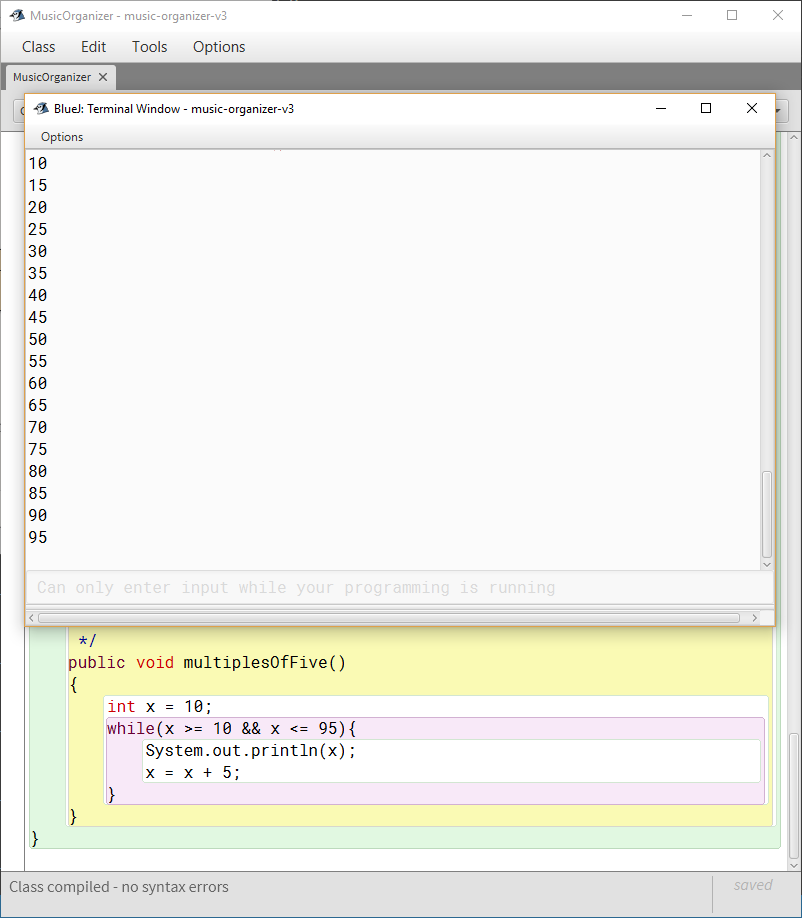 MusicOrganizer - music-organizer-v3
Class Edit Tools Options
MusicOrganizer
BlueJ: Terminal Window - music-organizer-v3
Options
10
15
20
25
30
35
40
45
50
55
60
65
70
75
80
85
90
95
Can only enter input while your programming is running
*/
public void multiplesOfFive()
{
int x = 10;
while(x >= 10 && x <= 95){
System.out.println(x);
x = x + 5;
}
}
}
Class compiled - no syntax errors
saved